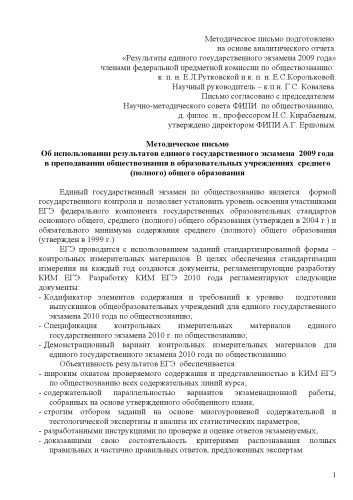 Методическое письмо подготовлено
на основе аналитического отчета
«Результаты единого государственного экзамена 2009 года»
членами федеральной предметной комиссии по обществознанию:
к. п. н. Е.Л.Рутковской и к. п. н. Е.С.Корольковой.
Научный руководитель – к.п.н. Г.С. Ковалева.
Письмо согласовано с председателем
Научно-методического совета ФИПИ по обществознанию,
д. филос. н., профессором Н.С. Кирабаевым,
утверждено директором ФИПИ А.Г. Ершовым.
Методическое письмо
Об использовании результатов единого государственного экзамена 2009 года
в преподавании обществознания в образовательных учреждениях среднего
(полного) общего образования
Единый государственный экзамен по обществознанию является формой
государственного контроля и позволяет установить уровень освоения участниками
ЕГЭ федерального компонента государственных образовательных стандартов
основного общего, среднего (полного) общего образования (утвержден в 2004 г.) и
обязательного минимума содержания среднего (полного) общего образования
(утвержден в 1999 г.).
ЕГЭ проводится с использованием заданий стандартизированной формы –
контрольных измерительных материалов. В целях обеспечения стандартизации
измерения на каждый год создаются документы, регламентирующие разработку
КИМ ЕГЭ. Разработку КИМ ЕГЭ 2010 года регламентируют следующие
документы:
- Кодификатор элементов содержания и требований к уровню подготовки
выпускников общеобразовательных учреждений для единого государственного
экзамена 2010 года по обществознанию;
- Спецификация контрольных измерительных материалов единого
государственного экзамена 2010 г. по обществознанию;
- Демонстрационный вариант контрольных измерительных материалов для
единого государственного экзамена 2010 года по обществознанию.
Объективность результатов ЕГЭ обеспечивается:
- широким охватом проверяемого содержания и представленностью в КИМ ЕГЭ
по обществознанию всех содержательных линий курса;
- содержательной параллельностью вариантов экзаменационной работы,
собранных на основе утвержденного обобщенного плана;
- строгим отбором заданий на основе многоуровневой содержательной и
тестологической экспертизы и анализа их статистических параметров;
- разработанными инструкциями по проверке и оценке ответов экзаменуемых;
- доказавшими свою состоятельность критериями распознавания полных
правильных и частично правильных ответов, предложенных экспертам.
1